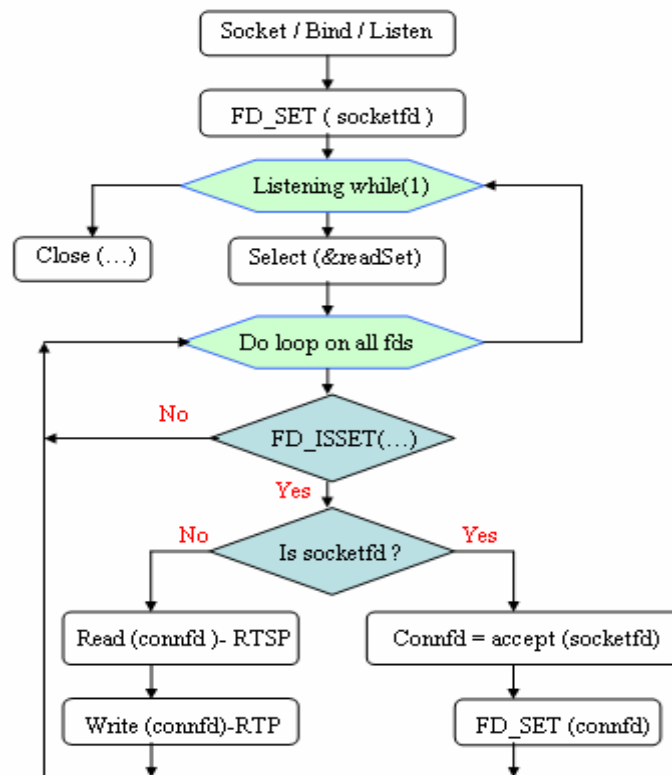 Socket / Bind / Listen
FD_SET ( socketfd )
Listening while(1)
Close (…)
Select (&readSet)
Do loop on all fds
No
FD_ISSET(…)
Yes
No
Is socketfd ?
Yes
Read (connfd )- RTSP
Connfd = accept (socketfd)
Write (connfd)-RTP
FD_SET (connfd)